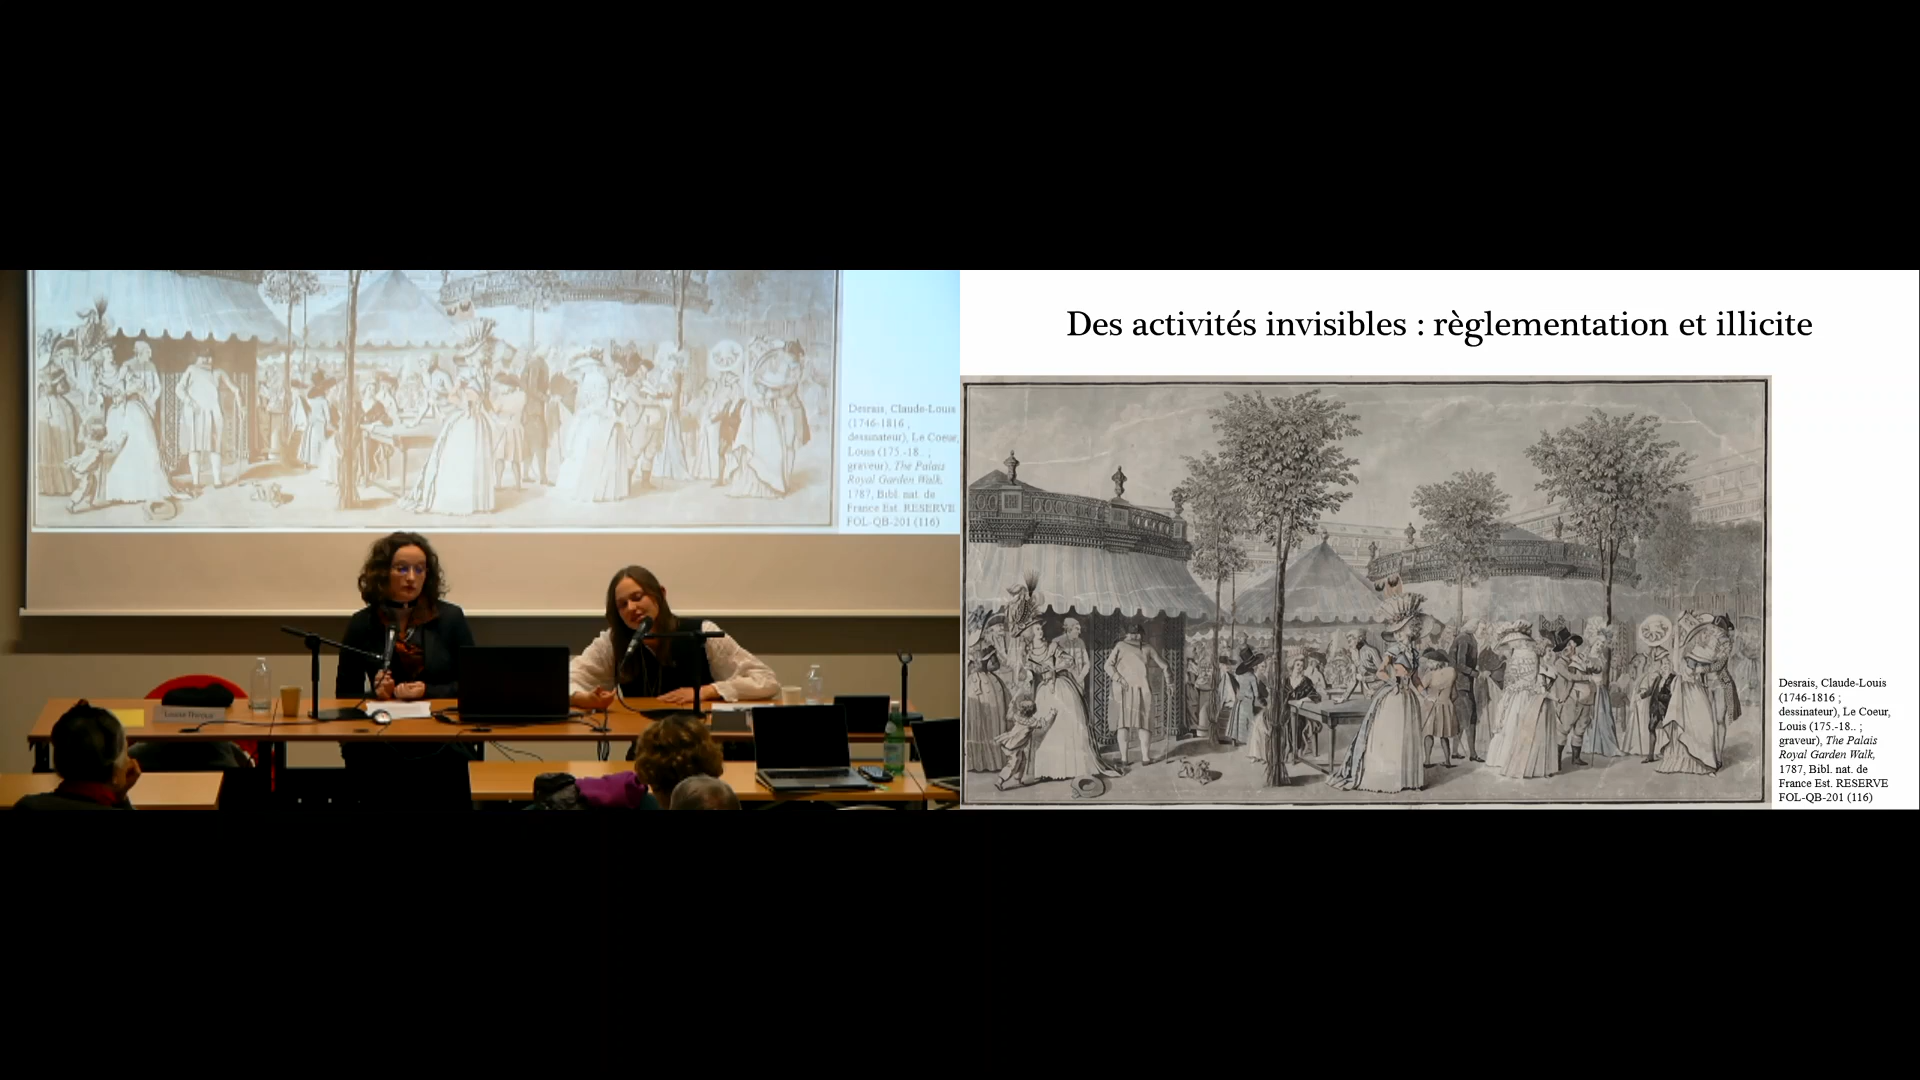 Desrais, Claude-Louis
(1746-1816 ;
dessinateur), Le Coeur,
Louis (175.-18.. ;
graveur), The Palais
Royal Garden Walk,
1787, Bibl. nat. de
France Est. RESERVE
FOL-QB-201 (116)
Des activités invisibles : règlementation et illicite
Desrais, Claude-Louis
(1746-1816 ;
dessinateur), Le Coeur,
Louis (175.-18.. ;
graveur), The Palais
Royal Garden Walk,
1787, Bibl. nat. de
France Est. RESERVE
FOL-QB-201 (116)